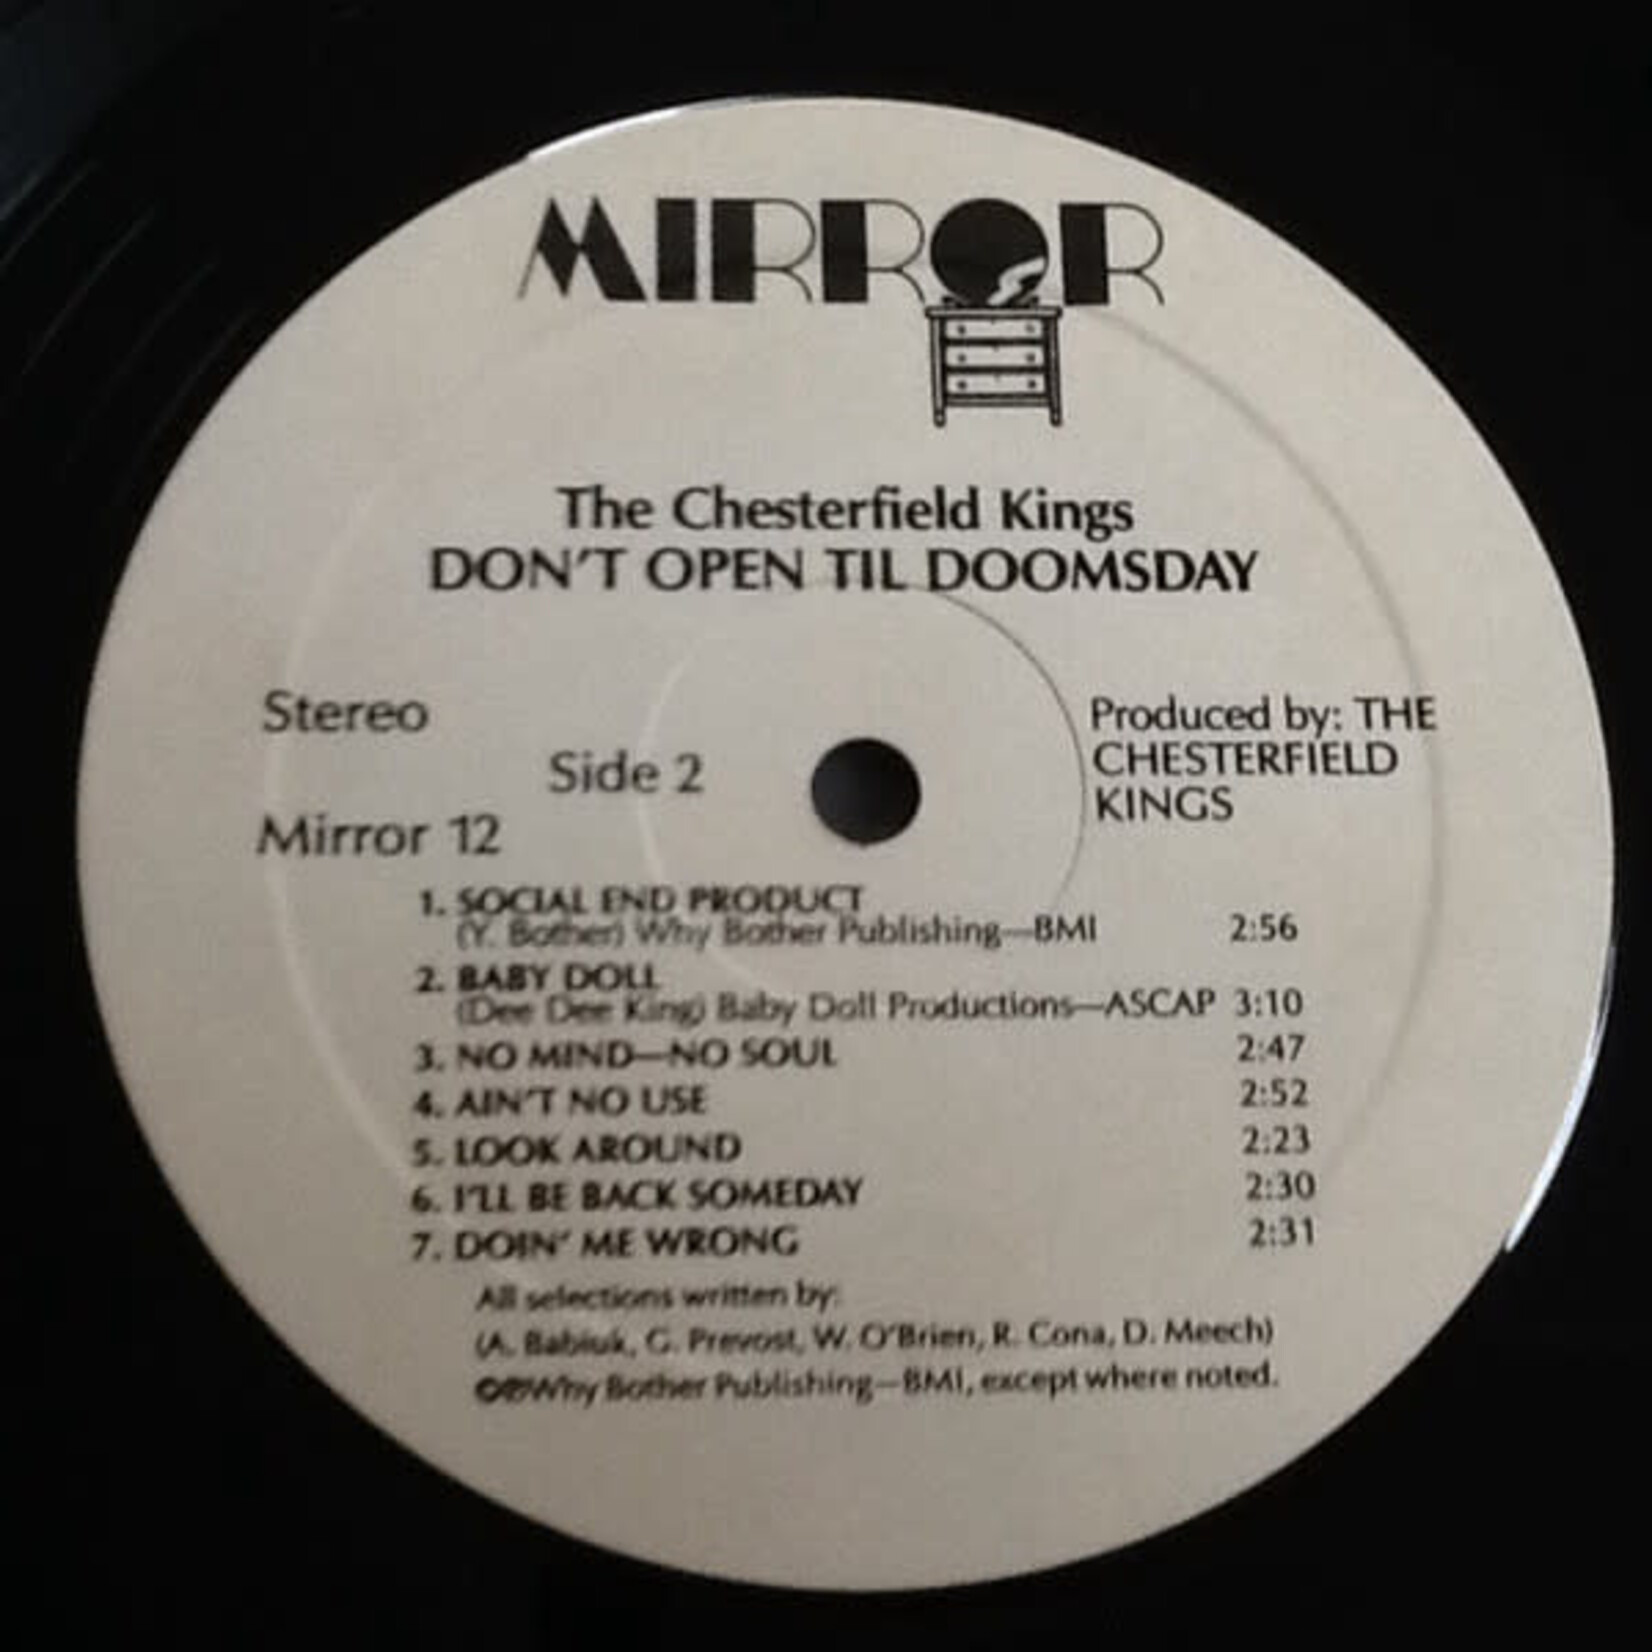 MIRROR
The Chesterfield Kings
DON'T OPEN TIL DOOMSDAY
Stereo
Side 2
Mirror 12
Produced by: THE
CHESTERFIELD
KINGS
1. SOCIAL END PRODUCT
(Y. Bother) Why Bother Publishing—BMI 2:56
2. BABY DOLL
(Dee Dee King) Baby Doll Productions—ASCAP 3:10
3. NO MIND—NO SOUL 2:47
4. AIN'T NO USE 2:52
5. LOOK AROUND 2:23
6. I'LL BE BACK SOMEDAY 2:30
7. DOIN' ME WRONG 2:31
All selections written by:
(A. Babiuk, G. Prevost, W. O'Brien, R. Cona, D. Meech)
©℗Why Bother Publishing—BMI, except where noted.